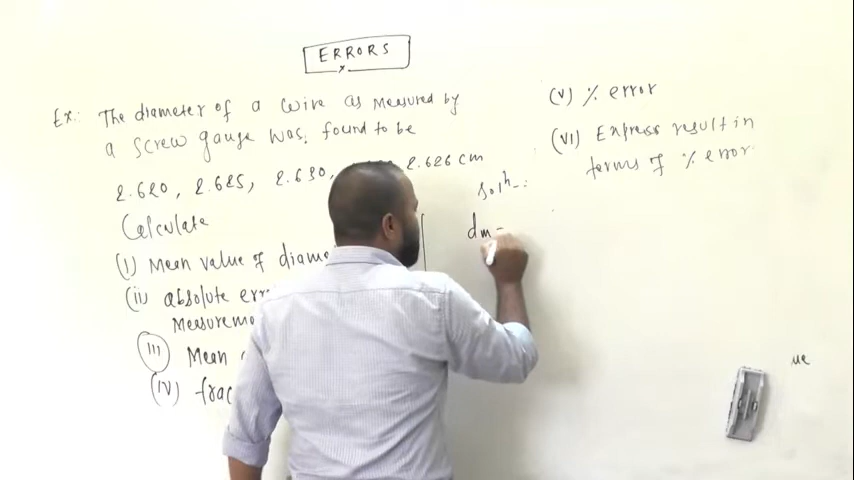 ERRORS
Ex:. The diameter of a wire as measured by
a screw gauge was, found to be
2.620, 2.625, 2.630, 2.626 cm
Calculate
(i) Mean value of diame
(ii) absolute err
measureme
(iii) Mean
(iv) frac
(v) % error
(vi) Express result in
terms of % error.
Solⁿ-:
dm=